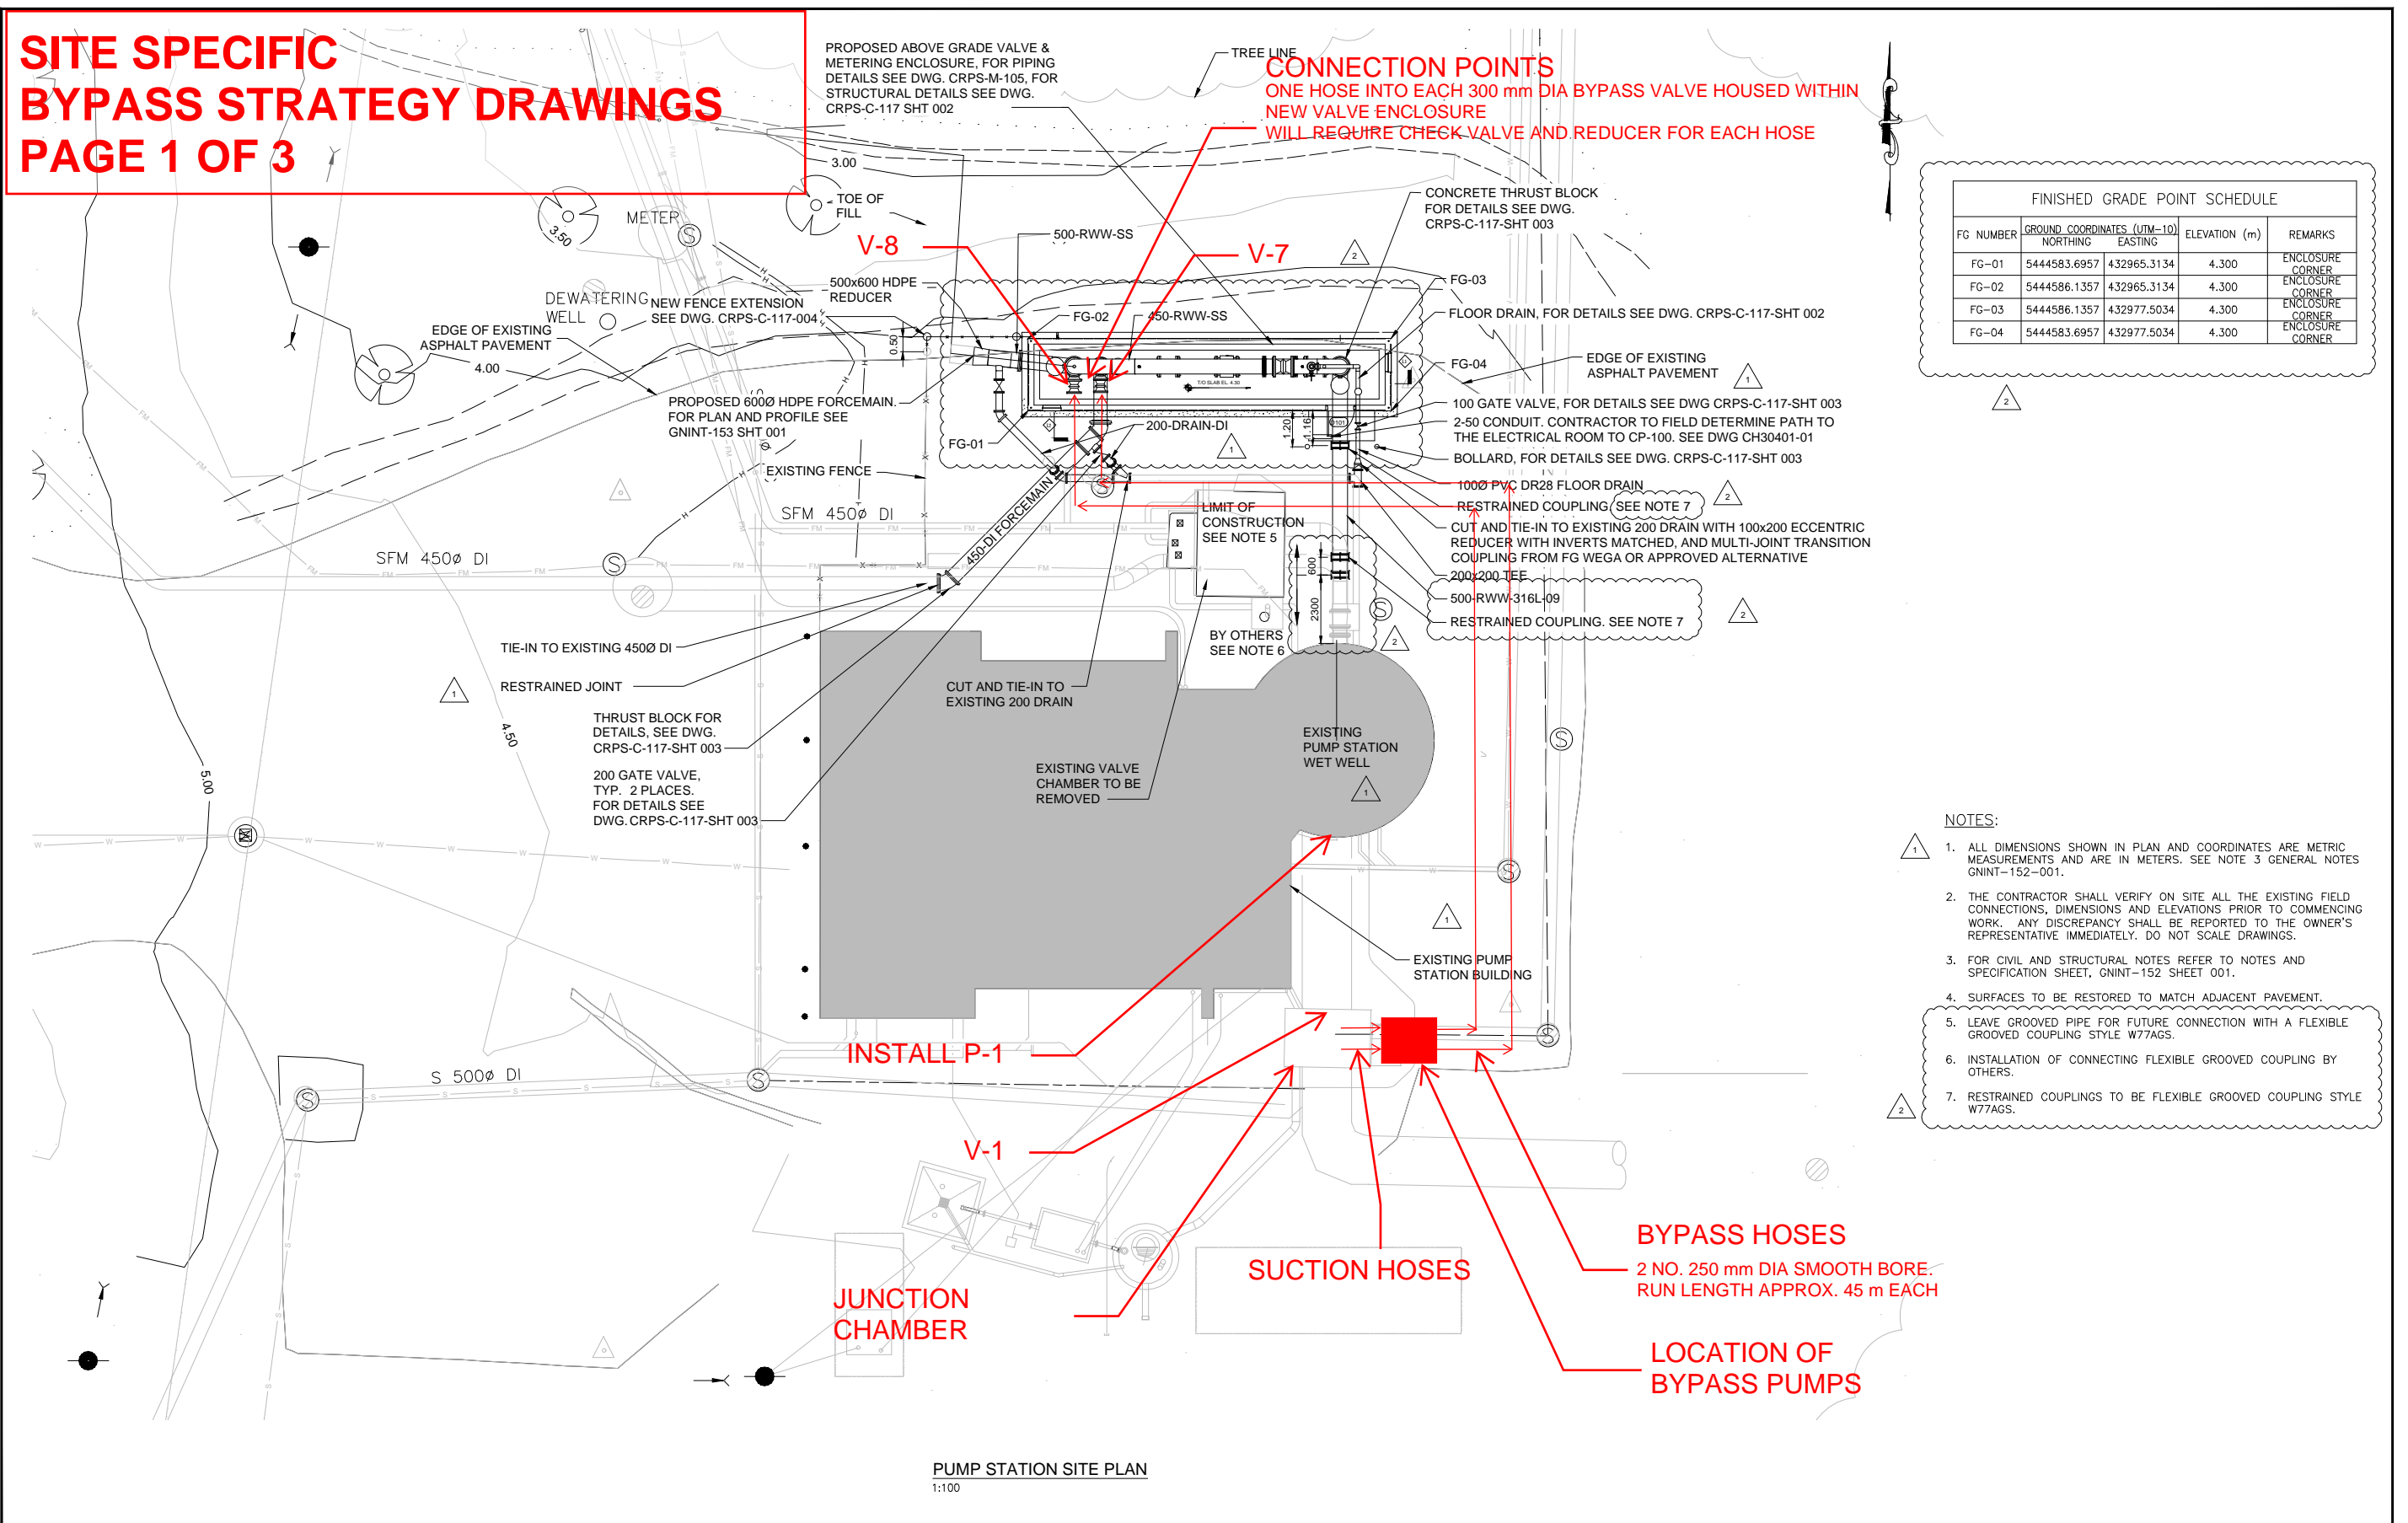 SITE SPECIFIC
BYPASS STRATEGY DRAWINGS
PAGE 1 OF 3
PROPOSED ABOVE GRADE VALVE &
METERING ENCLOSURE, FOR PIPING
DETAILS SEE DWG. CRPS-M-105, FOR
STRUCTURAL DETAILS SEE DWG.
CRPS-C-117 SHT 002
TREE LINE
CONNECTION POINTS
ONE HOSE INTO EACH 300 mm DIA BYPASS VALVE HOUSED WITHIN
NEW VALVE ENCLOSURE
WILL REQUIRE CHECK VALVE AND REDUCER FOR EACH HOSE
3.00
TOE OF
FILL
METER
3.50
V-8
500-RWW-SS
V-7
CONCRETE THRUST BLOCK
FOR DETAILS SEE DWG.
CRPS-C-117-SHT 003
2
FINISHED GRADE POINT SCHEDULE
FG NUMBER
GROUND COORDINATES (UTM-10)
NORTHING EASTING
ELEVATION (m)
REMARKS
FG-01 5444583.6957 432965.3134 4.300 ENCLOSURE CORNER
FG-02 5444586.1357 432965.3134 4.300 ENCLOSURE CORNER
FG-03 5444586.1357 432977.5034 4.300 ENCLOSURE CORNER
FG-04 5444583.6957 432977.5034 4.300 ENCLOSURE CORNER
2
500x600 HDPE
REDUCER
DEWATERING
WELL
NEW FENCE EXTENSION
SEE DWG. CRPS-C-117-004
EDGE OF EXISTING
ASPHALT PAVEMENT
4.00
0.50
FG-02
450-RWW-SS
FG-03
FLOOR DRAIN, FOR DETAILS SEE DWG. CRPS-C-117-SHT 002
FG-04
EDGE OF EXISTING
ASPHALT PAVEMENT
1
T/O SLAB EL. 4.30
PROPOSED 600Ø HDPE FORCEMAIN.
FOR PLAN AND PROFILE SEE
GNINT-153 SHT 001
FG-01
200-DRAIN-DI
1
1.20
1.16
100 GATE VALVE, FOR DETAILS SEE DWG CRPS-C-117-SHT 003
2-50 CONDUIT. CONTRACTOR TO FIELD DETERMINE PATH TO
THE ELECTRICAL ROOM TO CP-100. SEE DWG CH30401-01
BOLLARD, FOR DETAILS SEE DWG. CRPS-C-117-SHT 003
EXISTING FENCE
100Ø PVC DR28 FLOOR DRAIN
RESTRAINED COUPLING. SEE NOTE 7
2
SFM 450ø DI
450-DI FORCEMAIN
LIMIT OF
CONSTRUCTION
SEE NOTE 5
CUT AND TIE-IN TO EXISTING 200 DRAIN WITH 100x200 ECCENTRIC
REDUCER WITH INVERTS MATCHED, AND MULTI-JOINT TRANSITION
COUPLING FROM FG WEGA OR APPROVED ALTERNATIVE
SFM 450ø DI
600
2300
200x200 TEE
500-RWW-316L-09
RESTRAINED COUPLING. SEE NOTE 7
2
BY OTHERS
SEE NOTE 6
2
TIE-IN TO EXISTING 450Ø DI
1
RESTRAINED JOINT
CUT AND TIE-IN TO
EXISTING 200 DRAIN
THRUST BLOCK FOR
DETAILS, SEE DWG.
CRPS-C-117-SHT 003
4.50
5.00
200 GATE VALVE,
TYP. 2 PLACES.
FOR DETAILS SEE
DWG. CRPS-C-117-SHT 003
EXISTING VALVE
CHAMBER TO BE
REMOVED
EXISTING
PUMP STATION
WET WELL
1
1
EXISTING PUMP
STATION BUILDING
NOTES:
1
1. ALL DIMENSIONS SHOWN IN PLAN AND COORDINATES ARE METRIC
MEASUREMENTS AND ARE IN METERS. SEE NOTE 3 GENERAL NOTES
GNINT-152-001.
2. THE CONTRACTOR SHALL VERIFY ON SITE ALL THE EXISTING FIELD
CONNECTIONS, DIMENSIONS AND ELEVATIONS PRIOR TO COMMENCING
WORK. ANY DISCREPANCY SHALL BE REPORTED TO THE OWNER'S
REPRESENTATIVE IMMEDIATELY. DO NOT SCALE DRAWINGS.
3. FOR CIVIL AND STRUCTURAL NOTES REFER TO NOTES AND
SPECIFICATION SHEET, GNINT-152 SHEET 001.
4. SURFACES TO BE RESTORED TO MATCH ADJACENT PAVEMENT.
5. LEAVE GROOVED PIPE FOR FUTURE CONNECTION WITH A FLEXIBLE
GROOVED COUPLING STYLE W77AGS.
6. INSTALLATION OF CONNECTING FLEXIBLE GROOVED COUPLING BY
OTHERS.
7. RESTRAINED COUPLINGS TO BE FLEXIBLE GROOVED COUPLING STYLE
W77AGS.
2
INSTALL P-1
S 500ø DI
V-1
SUCTION HOSES
BYPASS HOSES
2 NO. 250 mm DIA SMOOTH BORE.
RUN LENGTH APPROX. 45 m EACH
JUNCTION
CHAMBER
LOCATION OF
BYPASS PUMPS
PUMP STATION SITE PLAN
1:100